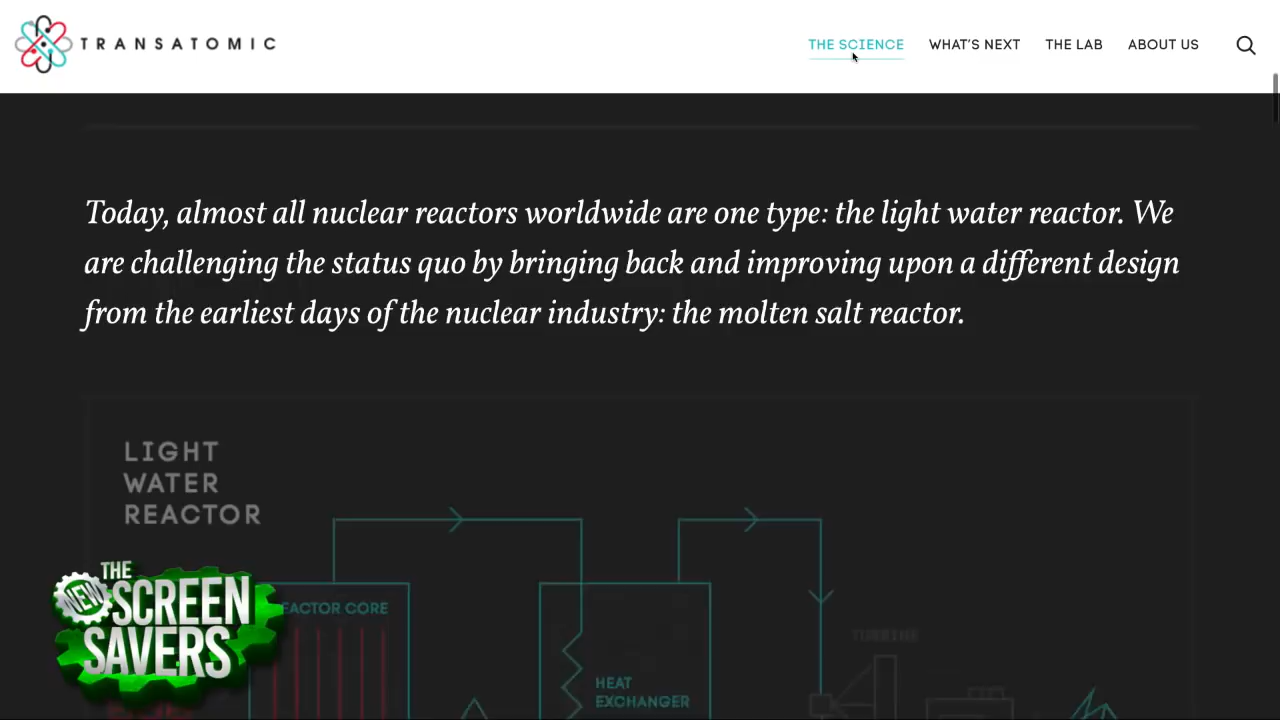 TRANSATOMIC
THE SCIENCE
WHAT'S NEXT
THE LAB
ABOUT US
Today, almost all nuclear reactors worldwide are one type: the light water reactor. We
are challenging the status quo by bringing back and improving upon a different design
from the earliest days of the nuclear industry: the molten salt reactor.
LIGHT
WATER
REACTOR
EACTOR CORE
TURBINE
HEAT
EXCHANGER
THE
NEW
SCREEN
SAVERS